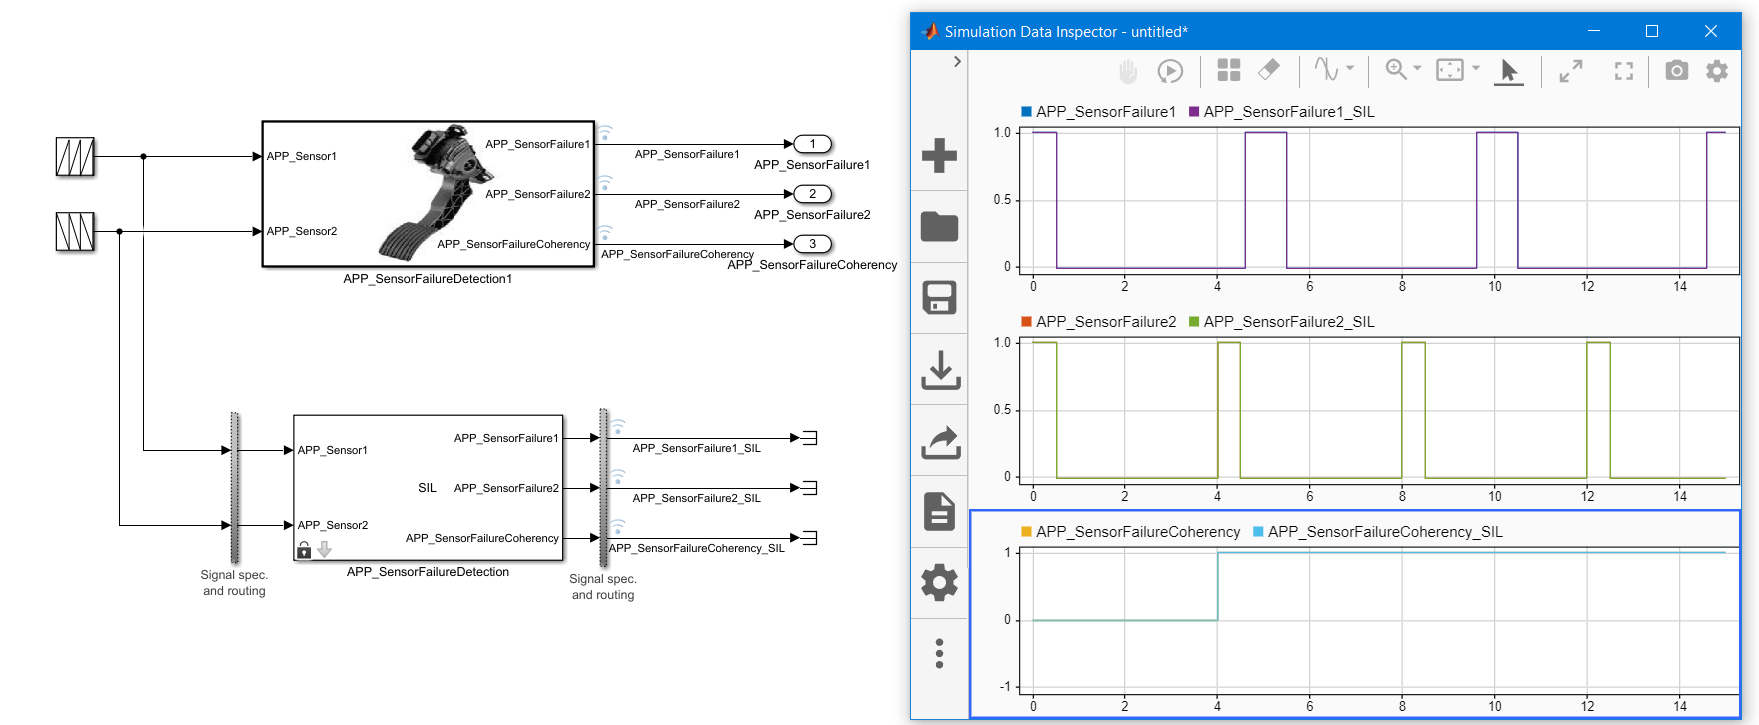 APP_Sensor1
APP_Sensor2
APP_SensorFailure1
APP_SensorFailure2
APP_SensorFailureCoherency
APP_SensorFailureDetection1
APP_SensorFailure1
1
APP_SensorFailure1
APP_SensorFailure2
2
APP_SensorFailure2
APP_SensorFailureCoherency
3
APP_SensorFailureCoherency
APP_Sensor1
APP_Sensor2
SIL
APP_SensorFailure1
APP_SensorFailure2
APP_SensorFailureCoherency
APP_SensorFailureDetection
Signal spec.
and routing
Signal spec.
and routing
APP_SensorFailure1_SIL
APP_SensorFailure2_SIL
APP_SensorFailureCoherency_SIL
Simulation Data Inspector - untitled*
APP_SensorFailure1 APP_SensorFailure1_SIL
1.0
0.5
0
0 2 4 6 8 10 12 14
APP_SensorFailure2 APP_SensorFailure2_SIL
1.0
0.5
0
0 2 4 6 8 10 12 14
APP_SensorFailureCoherency APP_SensorFailureCoherency_SIL
1
0
-1
0 2 4 6 8 10 12 14